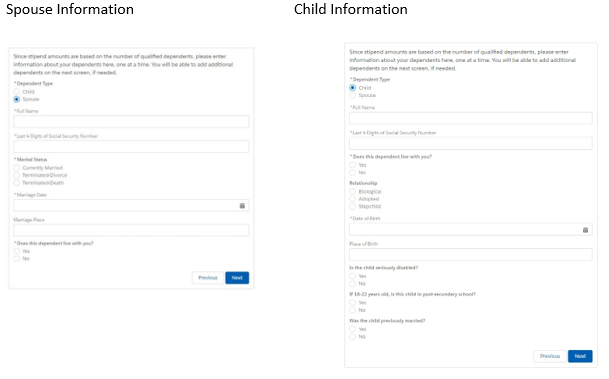 Spouse Information
Since stipend amounts are based on the number of qualified dependents, please enter
information about your dependents here, one at a time. You will be able to add additional
dependents on the next screen, if needed.
* Dependent Type
Child
Spouse
* Full Name
* Last 4 Digits of Social Security Number
* Marital Status
Currently Married
Terminated-Divorce
Terminated-Death
* Marriage Date
Marriage Place
* Does this dependent live with you?
Yes
No
Previous Next
Child Information
Since stipend amounts are based on the number of qualified dependents, please enter
information about your dependents here, one at a time. You will be able to add additional
dependents on the next screen, if needed.
* Dependent Type
Child
Spouse
* Full Name
* Last 4 Digits of Social Security Number
* Does this dependent live with you?
Yes
No
Relationship
Biological
Adopted
Stepchild
* Date of Birth
Place of Birth
Is the child seriously disabled?
Yes
No
If 18-22 years old, is this child in post-secondary school?
Yes
No
Was the child previously married?
Yes
No
Previous Next